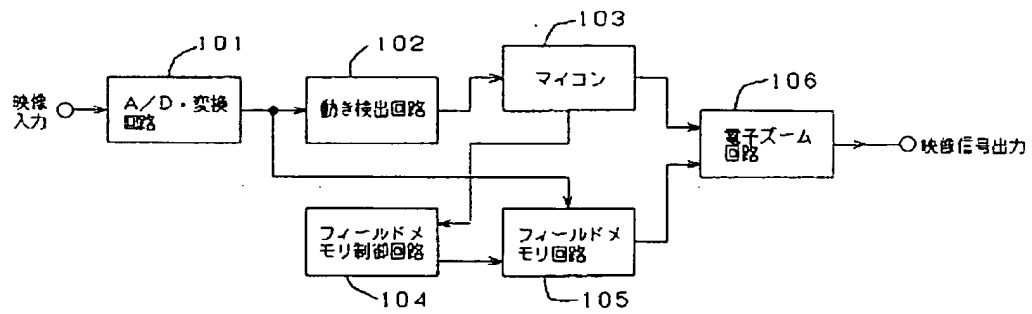 101
102
103
映像
入力
A/D・変換
回路
動き検出回路
マイコン
106
電子ズーム
回路
映像信号出力
フィールドメ
モリ制御回路
フィールドメ
モリ回路
104
105